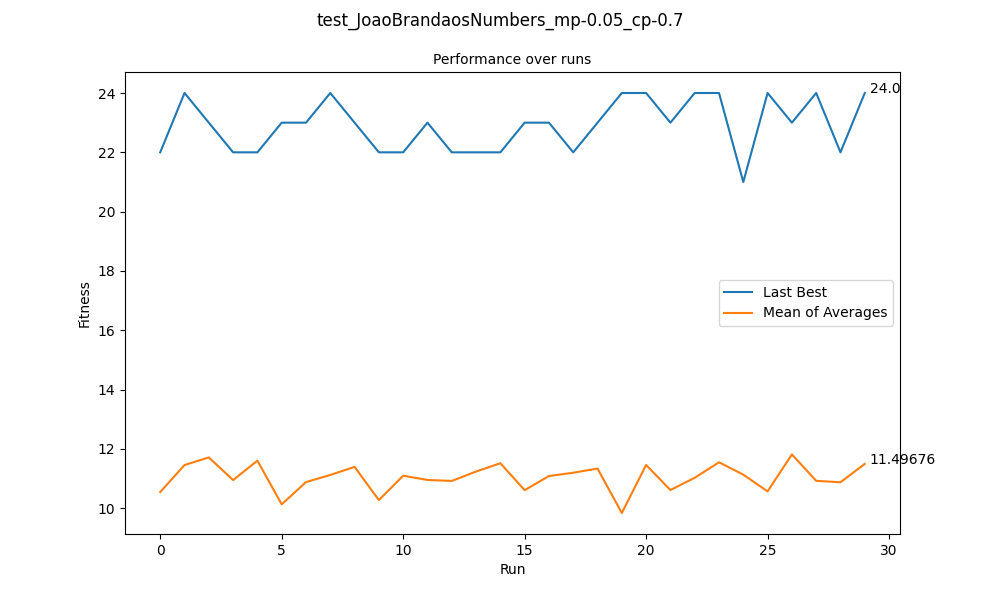 test_JoaoBrandaosNumbers_mp-0.05_cp-0.7
Performance over runs
24
22
20
18
16
14
12
10
Fitness
24.0
Last Best
Mean of Averages
11.49676
0 5 10 15 20 25 30
Run